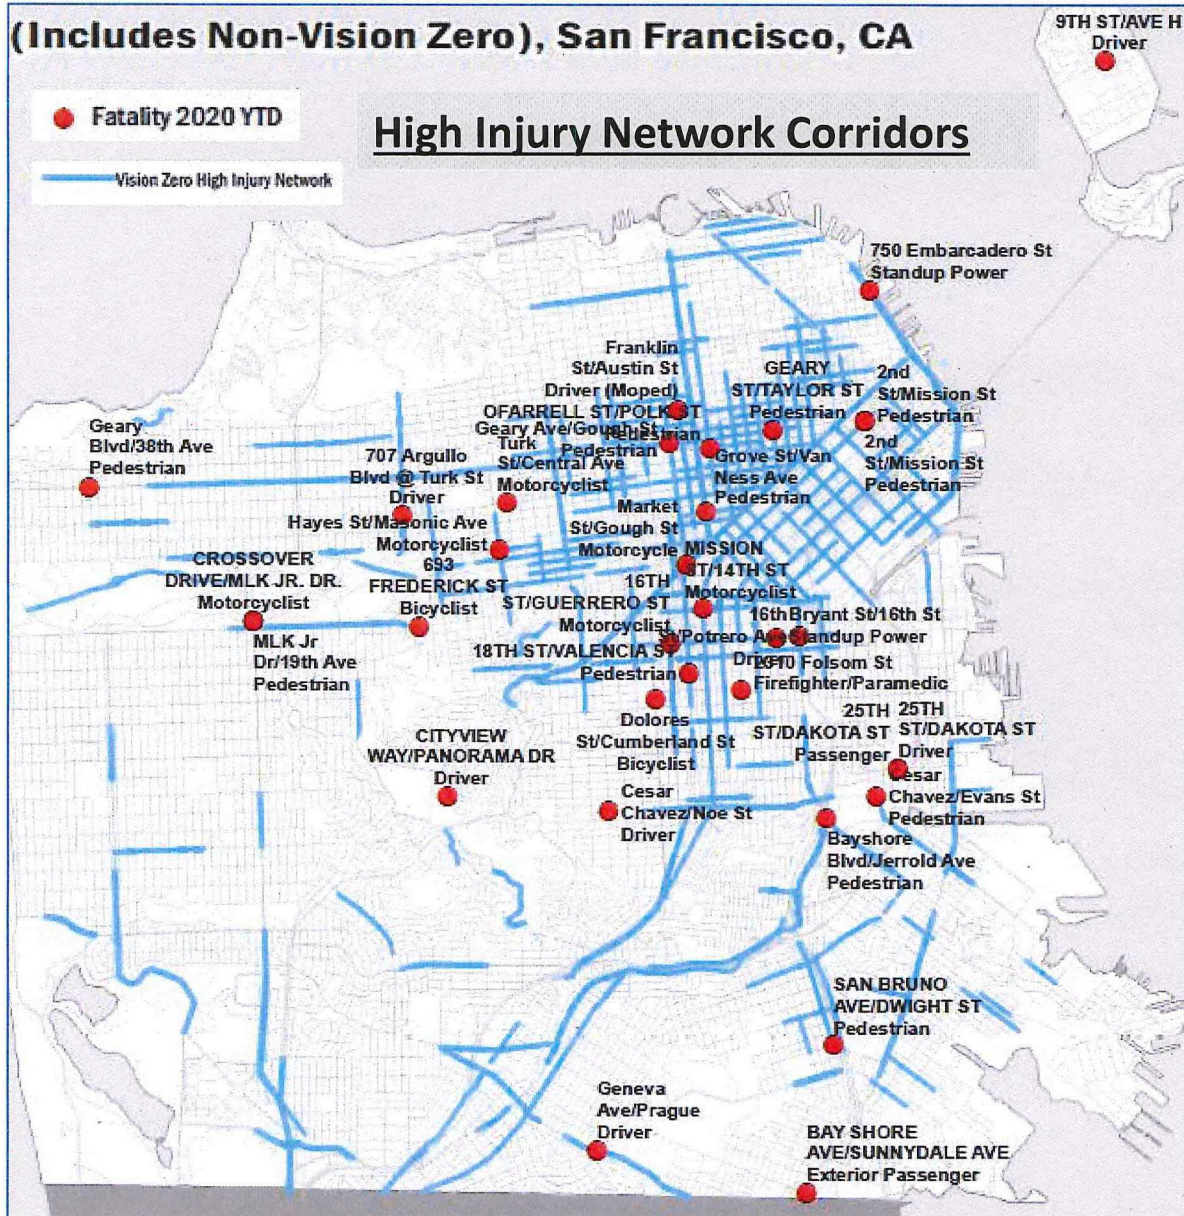 (Includes Non-Vision Zero), San Francisco, CA
9TH ST/AVE H
Driver
Fatality 2020 YTD
High Injury Network Corridors
Vision Zero High Injury Network
750 Embarcadero St
Standup Power
Franklin
St/Austin St
Driver (Moped)
GEARY
ST/TAYLOR ST
Pedestrian
2nd
St/Mission St
Pedestrian
OFARRELL ST/POLK ST
Pedestrian
Geary Ave/Gough St
Pedestrian
Geary
Blvd/38th Ave
Pedestrian
707 Argullo
Blvd @ Turk St
Driver
Turk
St/Central Ave
Motorcyclist
Grove St/Van
Ness Ave
Pedestrian
2nd
St/Mission St
Pedestrian
Hayes St/Masonic Ave
Motorcyclist
Market
St/Gough St
Motorcycle
CROSSOVER
DRIVE/MLK JR. DR.
Motorcyclist
693
FREDERICK ST
Bicyclist
MISSION
ST/14TH ST
Motorcyclist
16TH
ST/GUERRERO ST
Motorcyclist
16th
St/Potrero Ave
Driver
Bryant St/16th St
Standup Power
MLK Jr
Dr/19th Ave
Pedestrian
18TH ST/VALENCIA ST
Pedestrian
2310 Folsom St
Firefighter/Paramedic
Dolores
St/Cumberland St
Bicyclist
25TH
ST/DAKOTA ST
Passenger
25TH
ST/DAKOTA ST
Driver
CITYVIEW
WAY/PANORAMA DR
Driver
Cesar
Chavez/Noe St
Driver
Cesar
Chavez/Evans St
Pedestrian
Bayshore
Blvd/Jerrold Ave
Pedestrian
SAN BRUNO
AVE/DWIGHT ST
Pedestrian
Geneva
Ave/Prague
Driver
BAY SHORE
AVE/SUNNYDALE AVE
Exterior Passenger